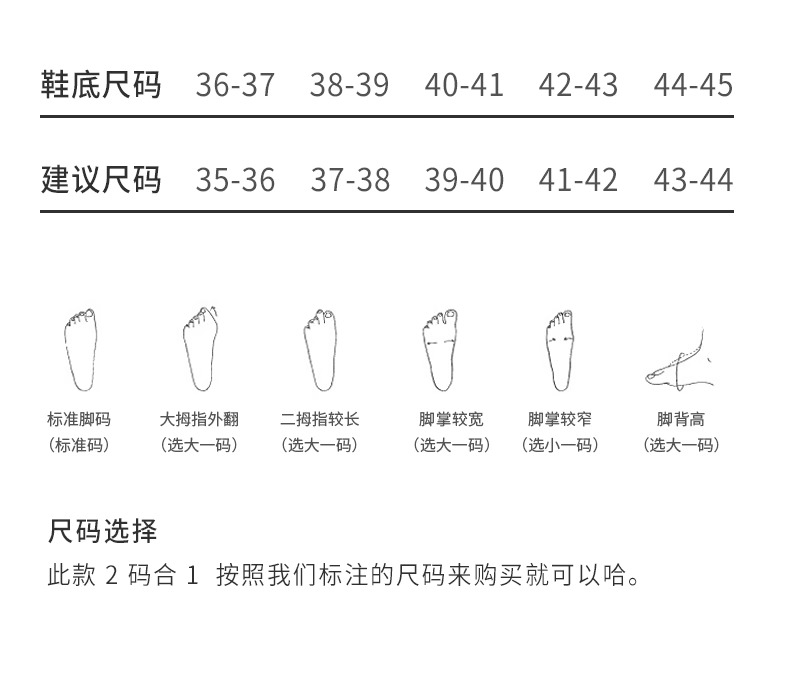 鞋底尺码 36-37 38-39 40-41 42-43 44-45
建议尺码 35-36 37-38 39-40 41-42 43-44
标准脚码 大拇指外翻 二拇指较长 脚掌较宽 脚掌较窄 脚背高
（标准码） （选大一码） （选大一码） （选大一码） （选小一码） （选大一码）
尺码选择
此款 2 码合 1 按照我们标注的尺码来购买就可以哈。